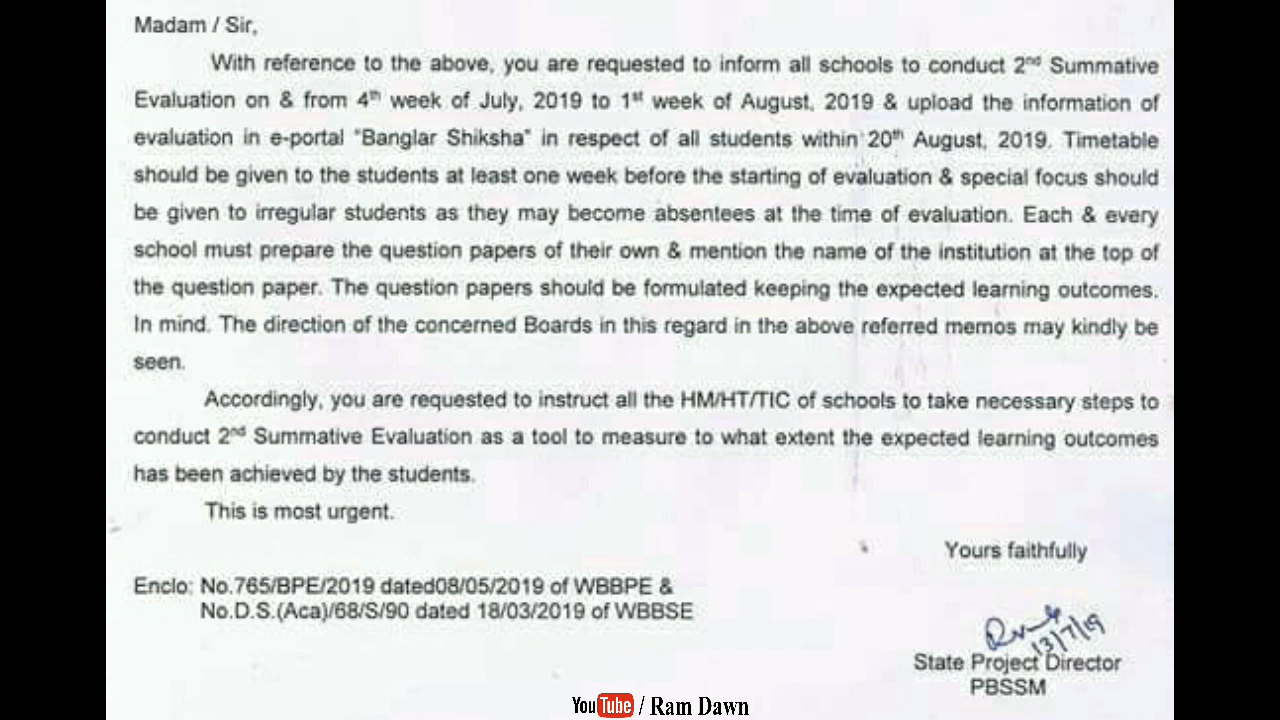 Madam / Sir,
With reference to the above, you are requested to inform all schools to conduct 2nd Summative
Evaluation on & from 4th week of July, 2019 to 1st week of August, 2019 & upload the information of
evaluation in e-portal "Banglar Shiksha" in respect of all students within 20th August, 2019. Timetable
should be given to the students at least one week before the starting of evaluation & special focus should
be given to irregular students as they may become absentees at the time of evaluation. Each & every
school must prepare the question papers of their own & mention the name of the institution at the top of
the question paper. The question papers should be formulated keeping the expected learning outcomes.
In mind. The direction of the concerned Boards in this regard in the above referred memos may kindly be
seen.
Accordingly, you are requested to instruct all the HM/HT/TIC of schools to take necessary steps to
conduct 2nd Summative Evaluation as a tool to measure to what extent the expected learning outcomes
has been achieved by the students.
This is most urgent.
Yours faithfully
Enclo: No.765/BPE/2019 dated08/05/2019 of WBBPE &
No.D.S.(Aca)/68/S/90 dated 18/03/2019 of WBBSE
13/7/19
State Project Director
PBSSM
YouTube / Ram Dawn